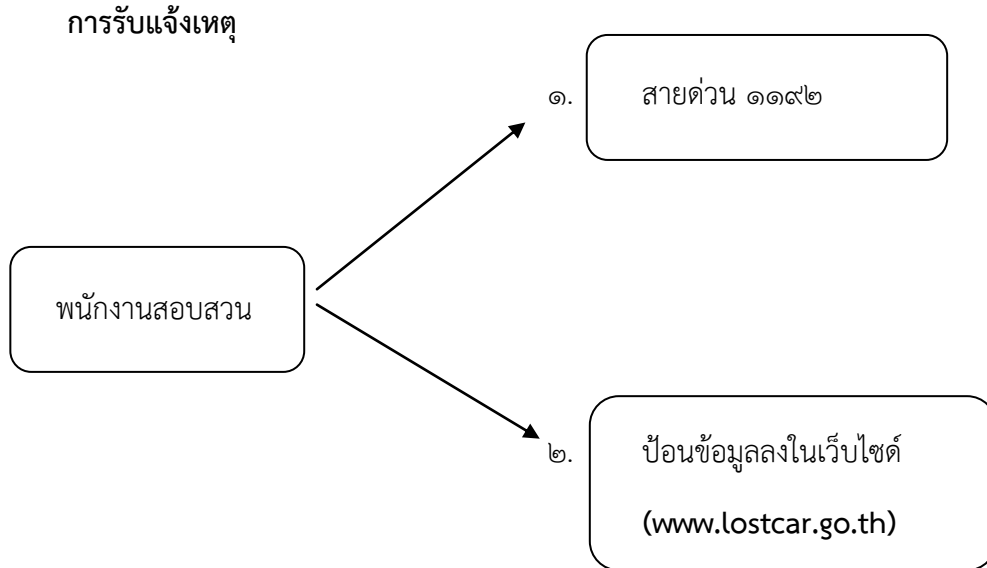 การรับแจ้งเหตุ
๑. สายด่วน ๑๑๙๒
พนักงานสอบสวน
๒. ป้อนข้อมูลลงในเว็บไซด์
(www.lostcar.go.th)